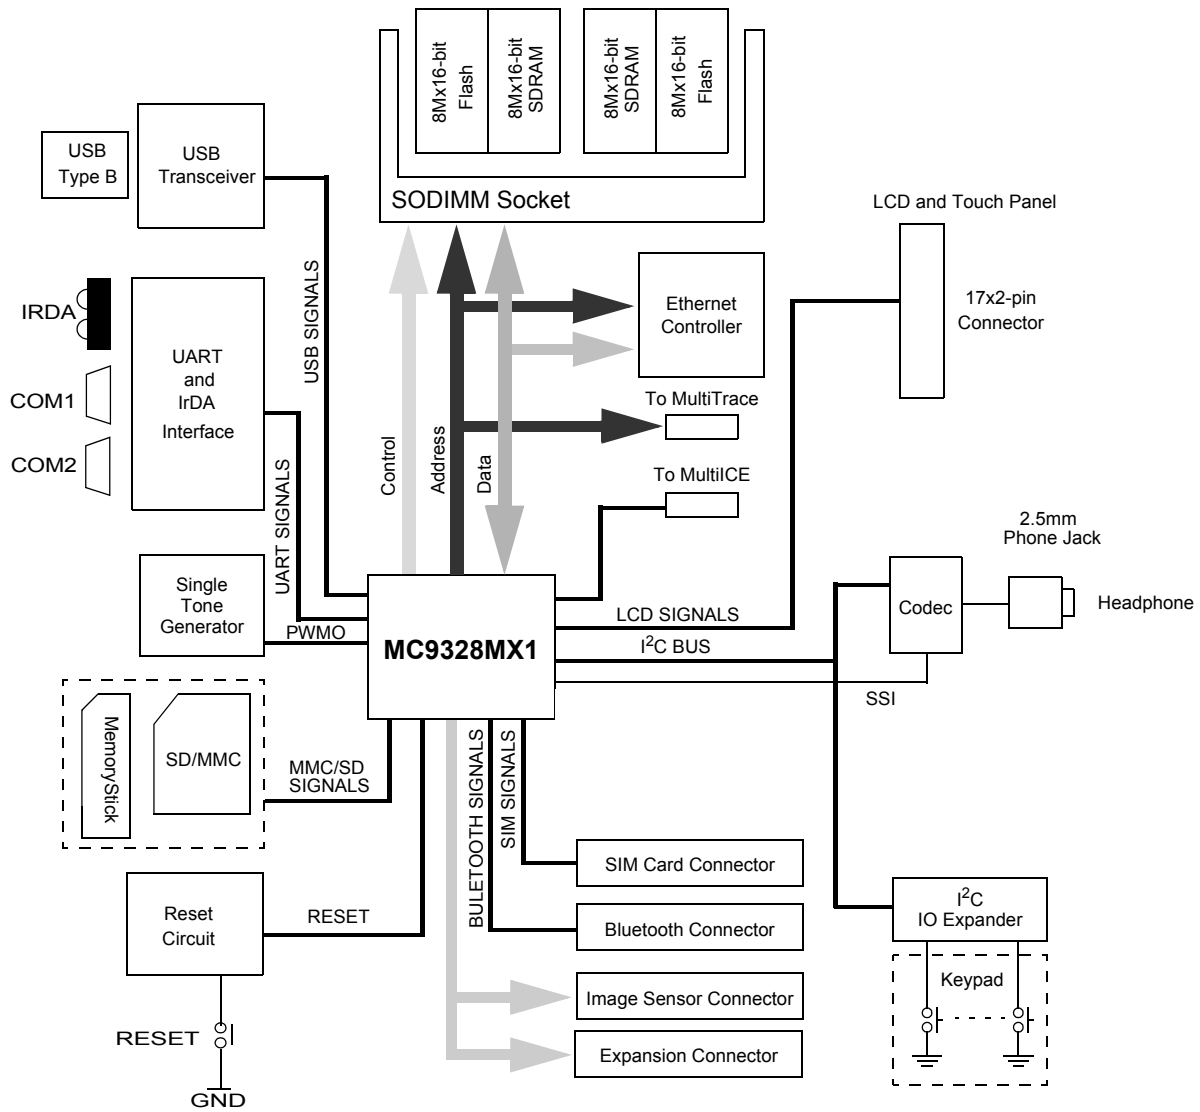 8Mx16-bit
Flash
8Mx16-bit
SDRAM
8Mx16-bit
SDRAM
8Mx16-bit
Flash
SODIMM Socket
USB
Type B
USB
Transceiver
LCD and Touch Panel
17x2-pin
Connector
IRDA
COM1
COM2
UART
and
IrDA
Interface
USB SIGNALS
UART SIGNALS
Control
Address
Data
Ethernet
Controller
To MultiTrace
To MultiICE
2.5mm
Phone Jack
Headphone
Codec
Single
Tone
Generator
PWMO
MC9328MX1
LCD SIGNALS
I2C BUS
SSI
MemoryStick
SD/MMC
MMC/SD
SIGNALS
BULETOOTH SIGNALS
SIM SIGNALS
SIM Card Connector
Bluetooth Connector
Image Sensor Connector
Expansion Connector
Reset
Circuit
RESET
RESET
GND
I2C
IO Expander
Keypad